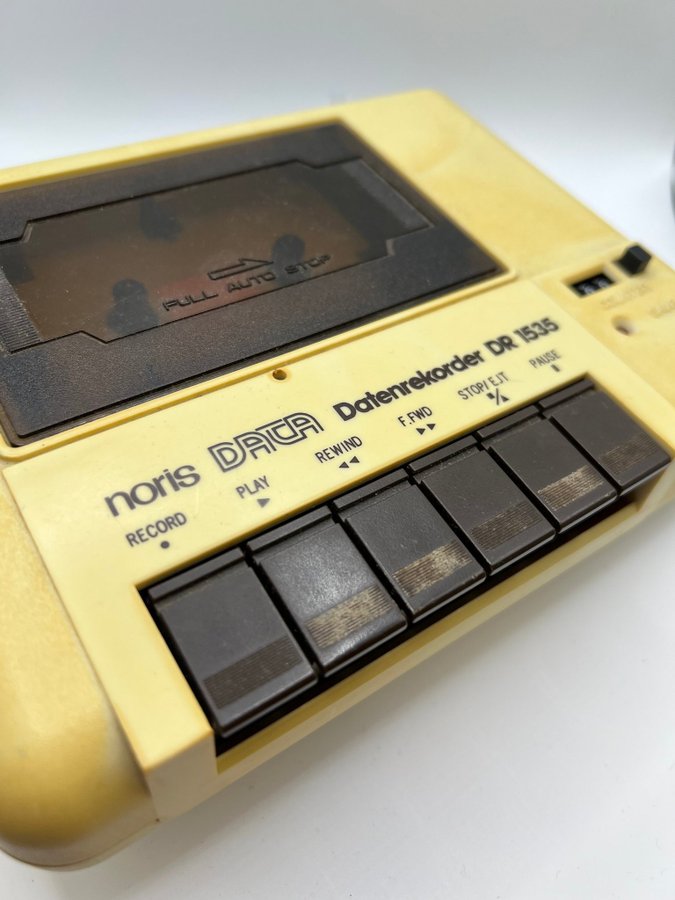 FULL AUTO STOP
noris DATA Datenrekorder DR 1535
RECORD PLAY REWIND F.FWD STOP/EJT PAUSE